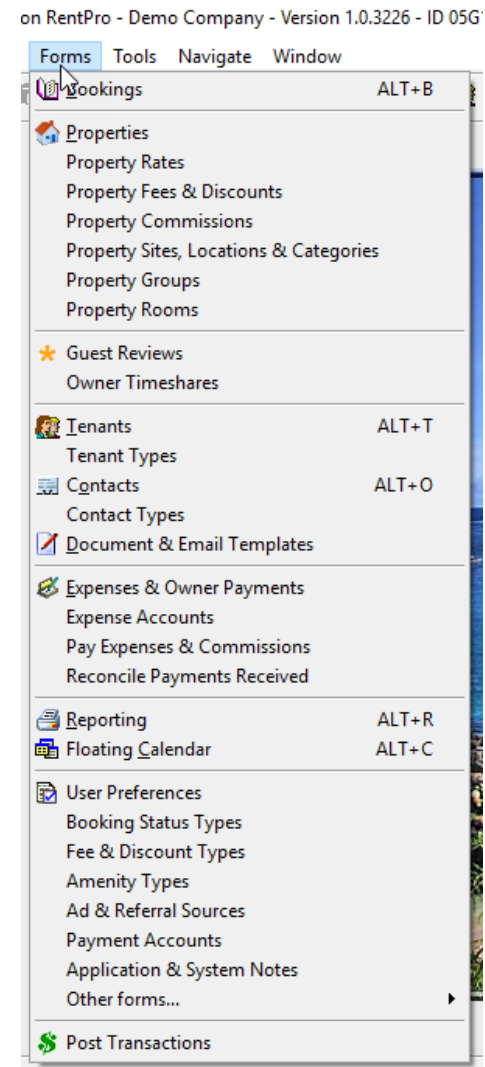 on RentPro - Demo Company - Version 1.0.3226 - ID 05G
Forms Tools Navigate Window
Bookings ALT+B
Properties
Property Rates
Property Fees & Discounts
Property Commissions
Property Sites, Locations & Categories
Property Groups
Property Rooms
Guest Reviews
Owner Timeshares
Tenants ALT+T
Tenant Types
Contacts ALT+O
Contact Types
Document & Email Templates
Expenses & Owner Payments
Expense Accounts
Pay Expenses & Commissions
Reconcile Payments Received
Reporting ALT+R
Floating Calendar ALT+C
User Preferences
Booking Status Types
Fee & Discount Types
Amenity Types
Ad & Referral Sources
Payment Accounts
Application & System Notes
Other forms...
Post Transactions